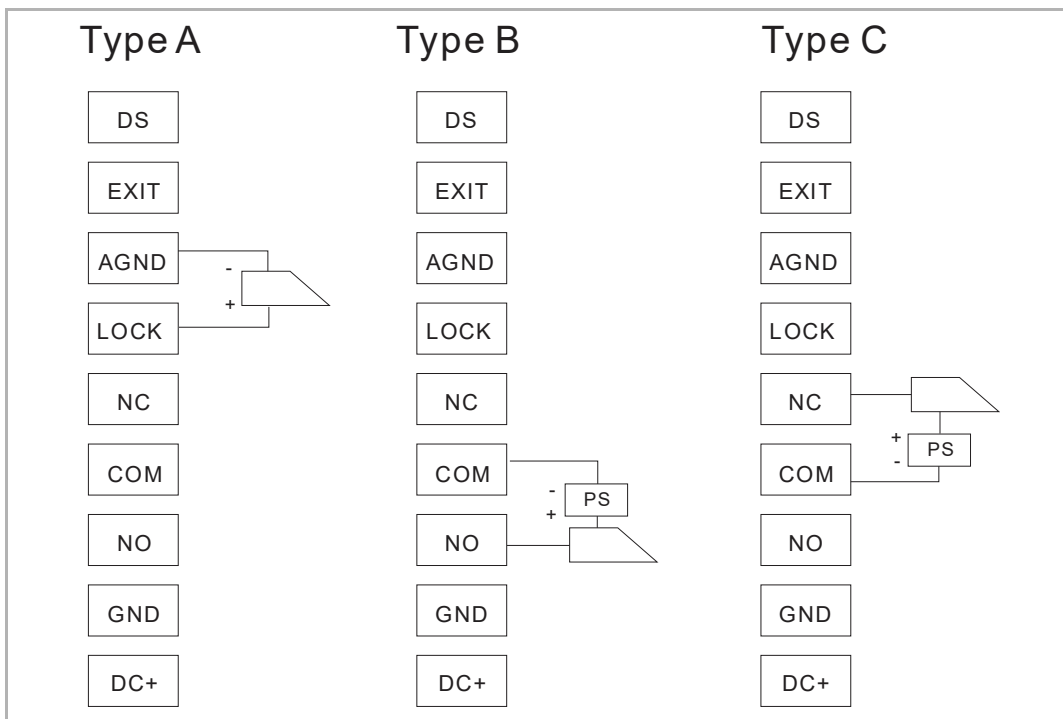 Type A Type B Type C
DS DS DS
EXIT EXIT EXIT
AGND - AGND AGND
+
LOCK LOCK LOCK
NC NC NC
+ PS
-
COM COM COM
- PS
+
NO NO NO
GND GND GND
DC+ DC+ DC+